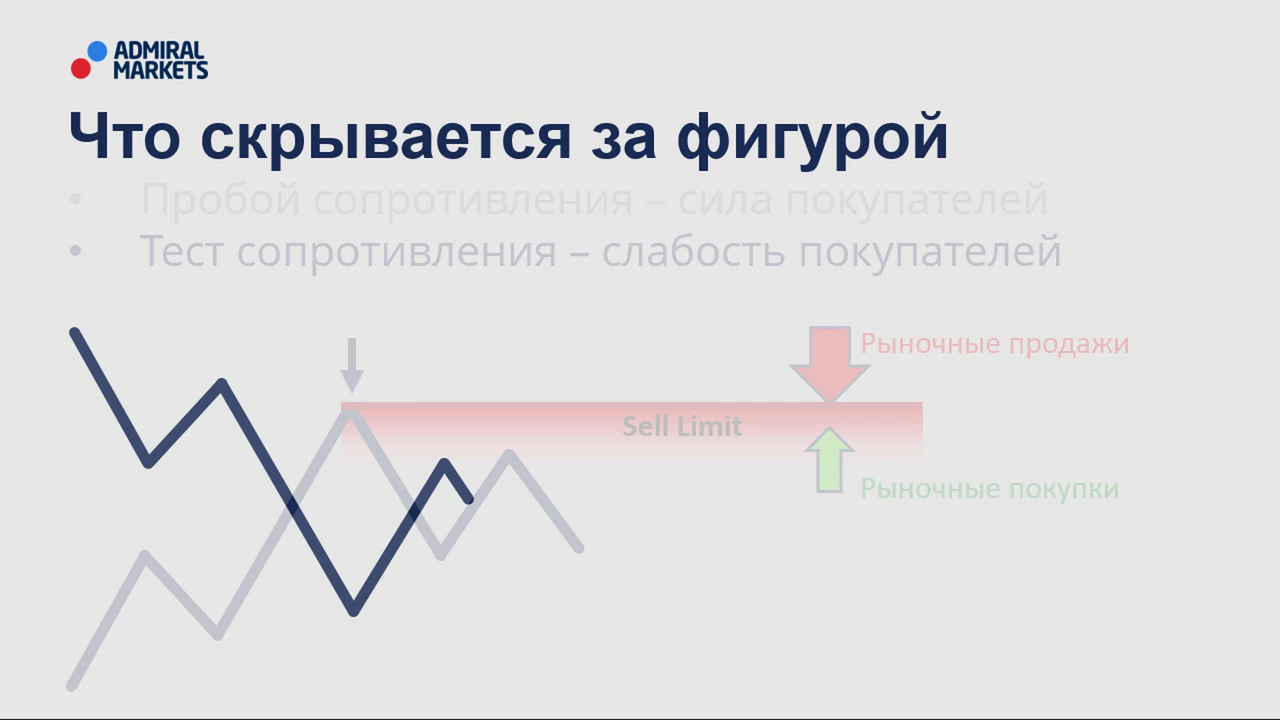 ADMIRAL
MARKETS
Что скрывается за фигурой
• Пробой сопротивления – сила покупателей
• Тест сопротивления – слабость покупателей
Рыночные продажи
Sell Limit
Рыночные покупки